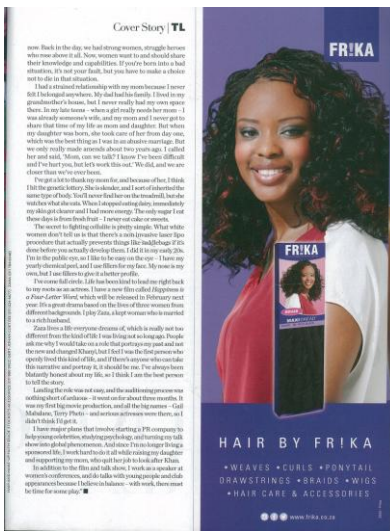 Cover Story | TL
now. Back in the day, we had strong women, struggle heroes
who rose above it all. Now, women want to and should share
their knowledge and capabilities. If you're born into a bad
situation, it's not your fault, but you have to make a choice
not to die in that situation.
I had a strained relationship with my mom because I never
felt I belonged anywhere. My dad had his family. I lived in my
grandmother's house, but I never really had my own space
there. In my late teens – when a girl really needs her mom – I
was already someone's wife, and my mom and I never got to
share that time of my life as mom and daughter. But when
my daughter was born, she took care of her from day one,
which was the best thing as I was in an abusive marriage. But
we only really made amends about two years ago. I called
her and said, 'Mom, can we talk? I know I've been difficult
and I've hurt you, but let's work this out.' We did, and we are
closer than we've ever been.
I've got a lot to thank my mom for, and because of her, I think
I hit the genetic lottery. She is slender, and I sort of inherited the
same type of body. You'll never find her on the treadmill, but she
watches what she eats. When I stopped eating dairy, immediately
my skin got clearer and I had more energy. The only sugar I eat
these days is from fresh fruit – I never eat cake or sweets.
The secret to fighting cellulite is pretty simple. What white
women don't tell us is that there's a non-invasive laser lipo
procedure that actually prevents things like
done before you actually develop them. I did it in my early 20s.
I'm in the public eye, so I like to be easy on the eye – I have my
yearly chemical peel, and I use fillers for my face. My nose is my
own, but I use fillers to give it a better profile.
I've come full circle. Life has been kind to lead me right back
to my roots as an actress. I have a new film called Happiness is
a Four-Letter Word, which will be released in February next
year. It's a great drama based on the lives of three women from
different backgrounds. I play Zaza, a kept woman who is married
to a rich husband.
Zaza lives a life everyone dreams of, which is really not too
different from the kind of life I was living not so long ago. People
ask me why I would take on a role that portrays my past and not
the new and changed Khanyi, but I feel I was the first person who
openly lived this kind of life, and if there's anyone who can take
this narrative and portray it, it should be me. I've always been
blatantly honest about my life, so I think I am the best person
to tell the story.
Landing the role was not easy, and the auditioning process was
nothing short of arduous – it went on for about three months. It
was my first big movie production, and all the big names – Gail
Mabalane, Terry Pheto – and serious actresses were there, so I
didn't think I'd get it.
I have major plans that involve starting a PR company to
help young celebrities, studying psychology, and turning my talk
show into global phenomenon. And since I'm no longer living a
sponsored life, I work hard to do it all while raising my daughter
and supporting my mom, who quit her job to look after Khan.
In addition to the film and talk show, I work as a speaker at
women's conferences, and do talks with young people and club
appearances because I believe in balance – with work, there must
be time for some play."
FR!KA
FR!KA
HAIR BY FR!KA
• WEAVES • CURLS • PONYTAIL
DRAWSTRINGS • BRAIDS • WIGS
• HAIR CARE & ACCESSORIES
www.frika.co.za